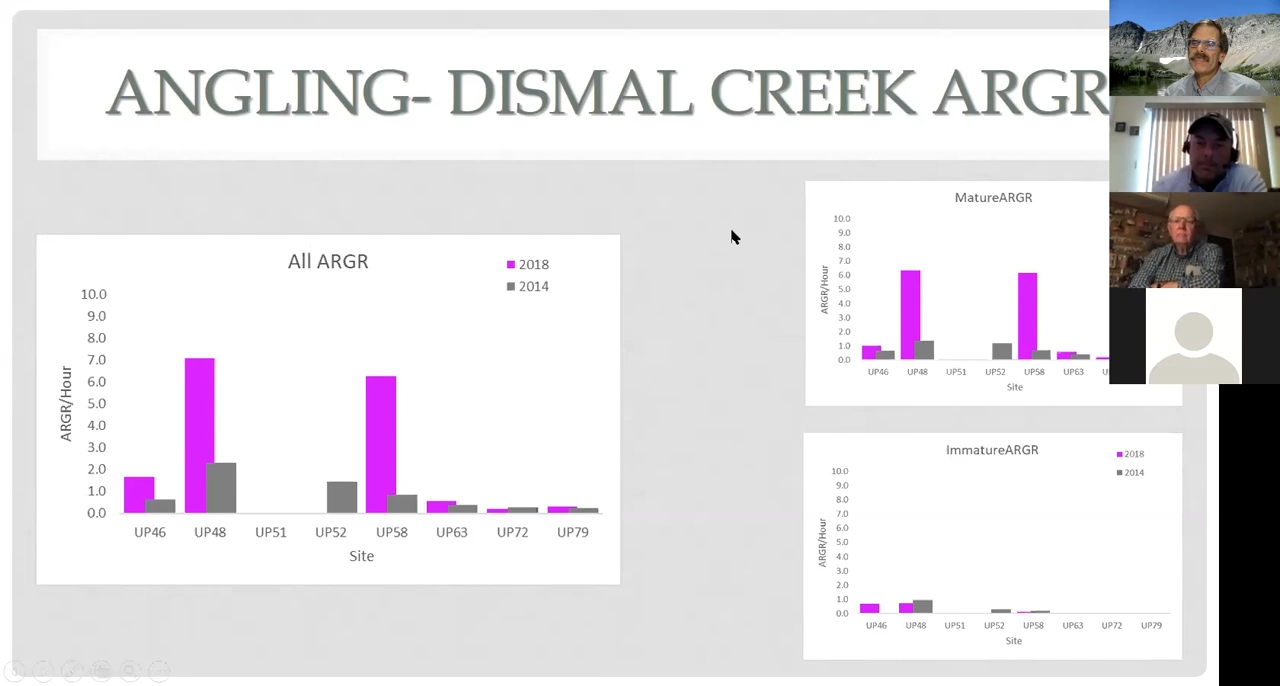 ANGLING- DISMAL CREEK ARGR
All ARGR
2018
2014
10.0
9.0
8.0
7.0
6.0
5.0
4.0
3.0
2.0
1.0
0.0
ARGR/Hour
UP46 UP48 UP51 UP52 UP58 UP63 UP72 UP79
Site
MatureARGR
10.0
9.0
8.0
7.0
6.0
5.0
4.0
3.0
2.0
1.0
0.0
ARGR/Hour
UP46 UP48 UP51 UP52 UP58 UP63
Site
ImmatureARGR
2018
2014
10.0
9.0
8.0
7.0
6.0
5.0
4.0
3.0
2.0
1.0
0.0
ARGR/Hour
UP46 UP48 UP51 UP52 UP58 UP63 UP72 UP79
Site